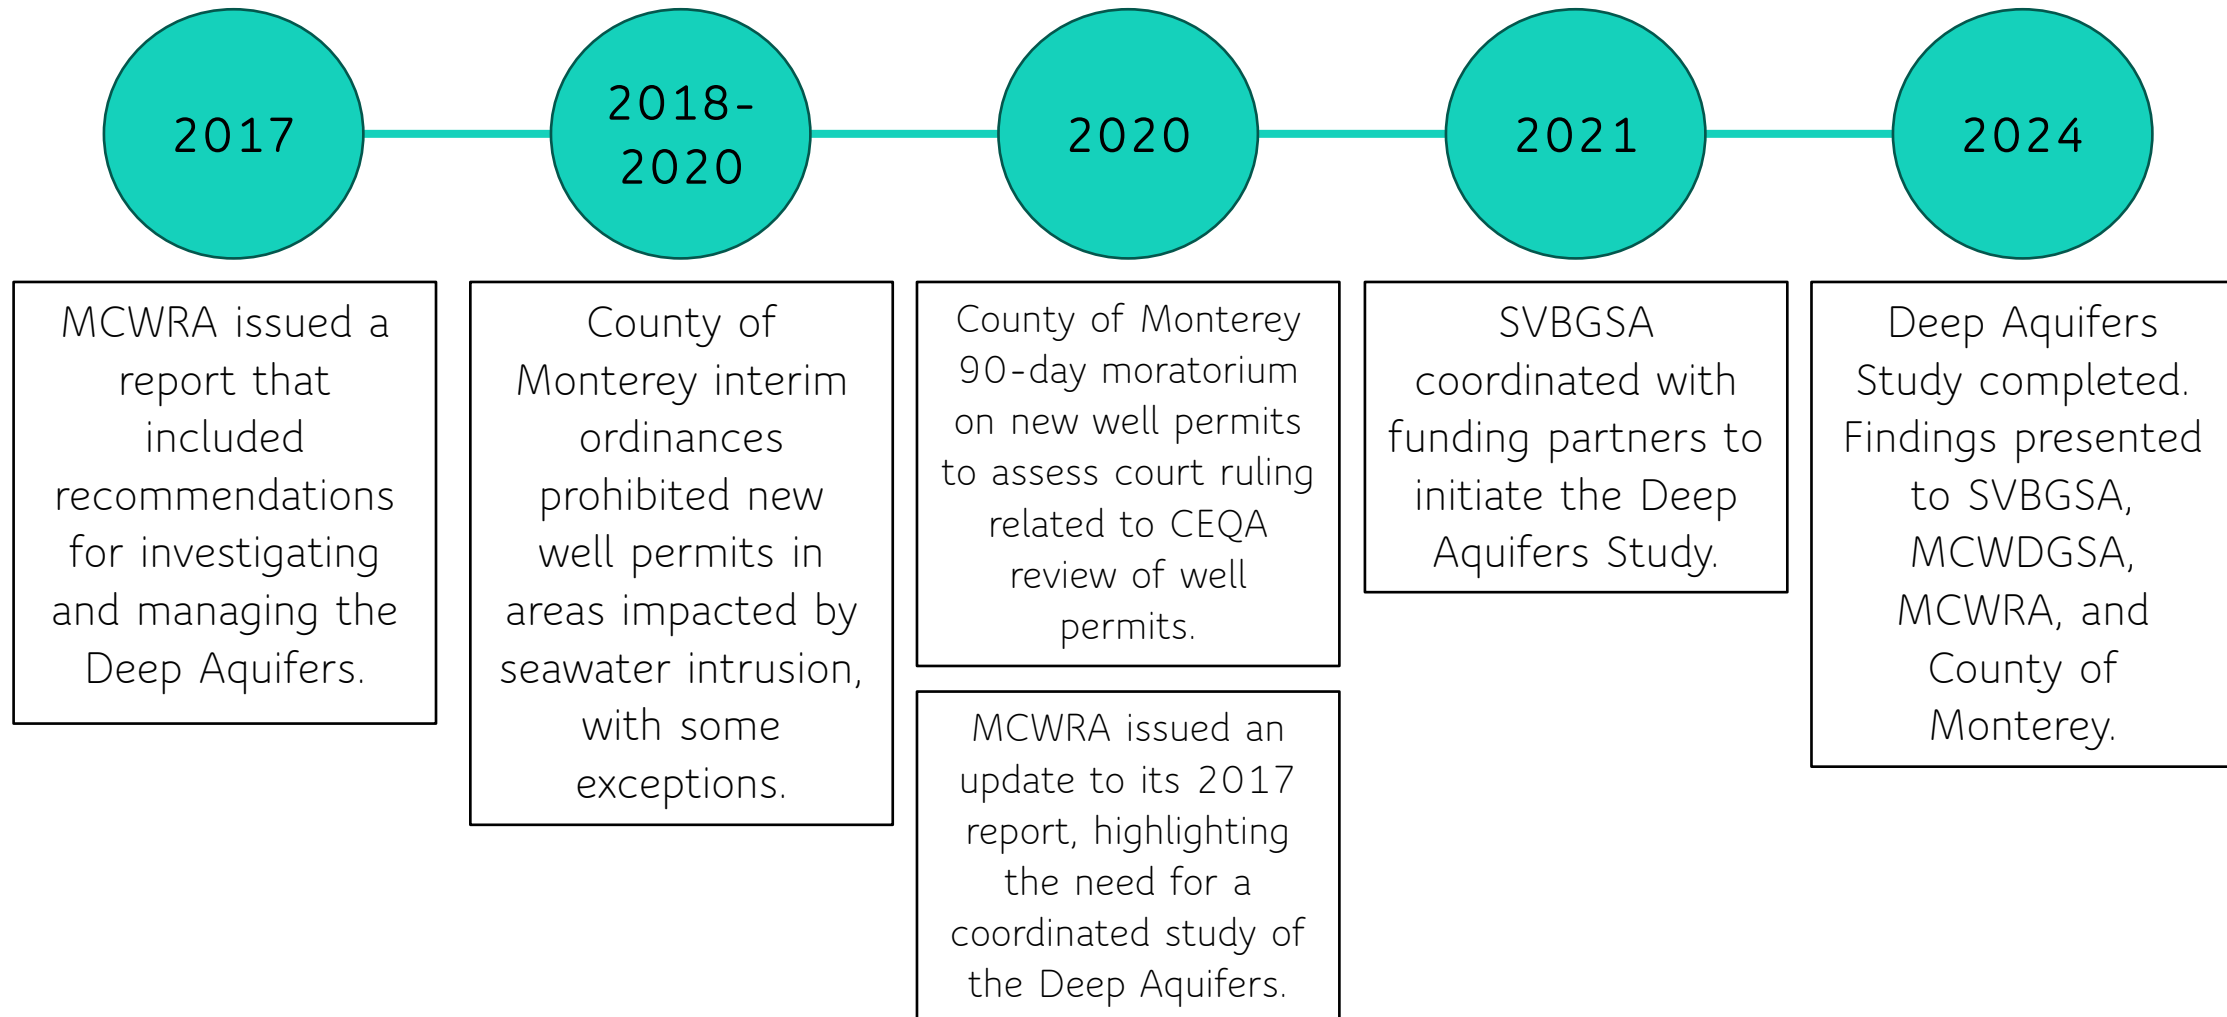 2017
2018-
2020
2020
2021
2024
MCWRA issued a
report that
included
recommendations
for investigating
and managing the
Deep Aquifers.
County of
Monterey interim
ordinances
prohibited new
well permits in
areas impacted by
seawater intrusion,
with some
exceptions.
County of Monterey
90-day moratorium
on new well permits
to assess court ruling
related to CEQA
review of well
permits.
MCWRA issued an
update to its 2017
report, highlighting
the need for a
coordinated study of
the Deep Aquifers.
SVBGSA
coordinated with
funding partners to
initiate the Deep
Aquifers Study.
Deep Aquifers
Study completed.
Findings presented
to SVBGSA,
MCWDGSA,
MCWRA, and
County of
Monterey.